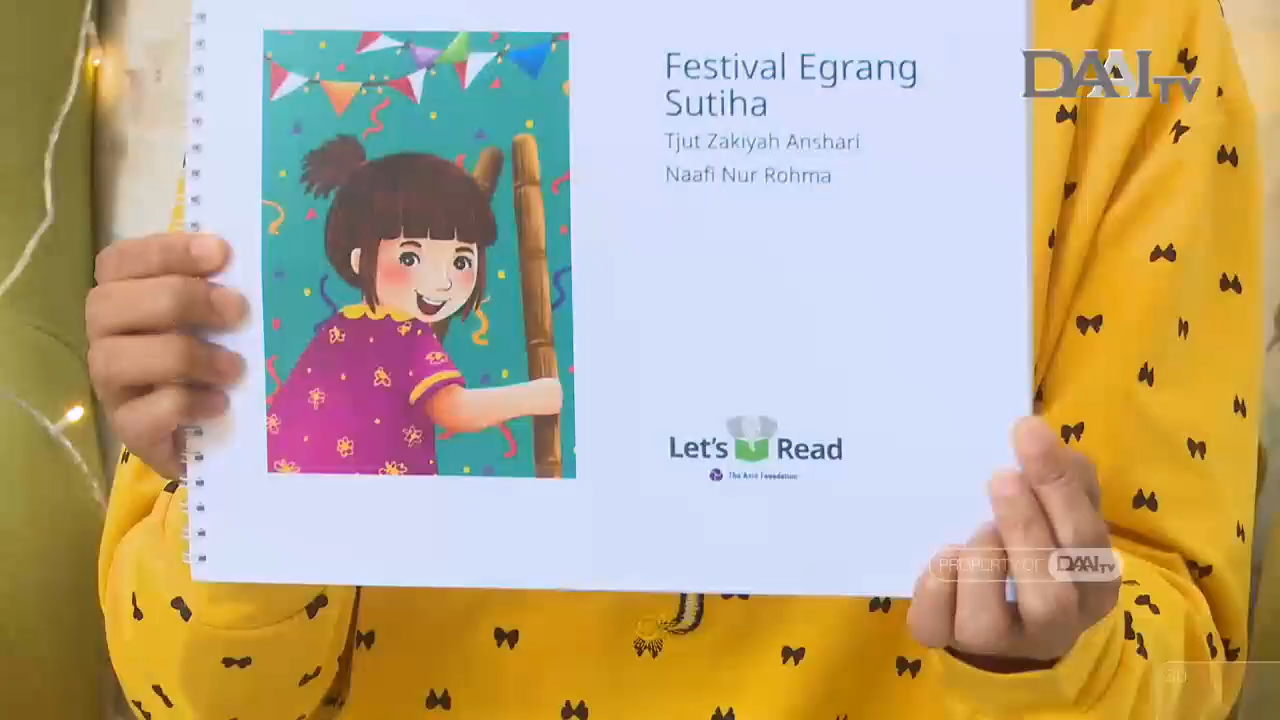 Festival Egrang
Sutiha
Tjut Zakiyah Anshari
Naafi Nur Rohma
Let's Read
The Asia Foundation
DAAI TV
PROPERTY OF DAAI TV
SU